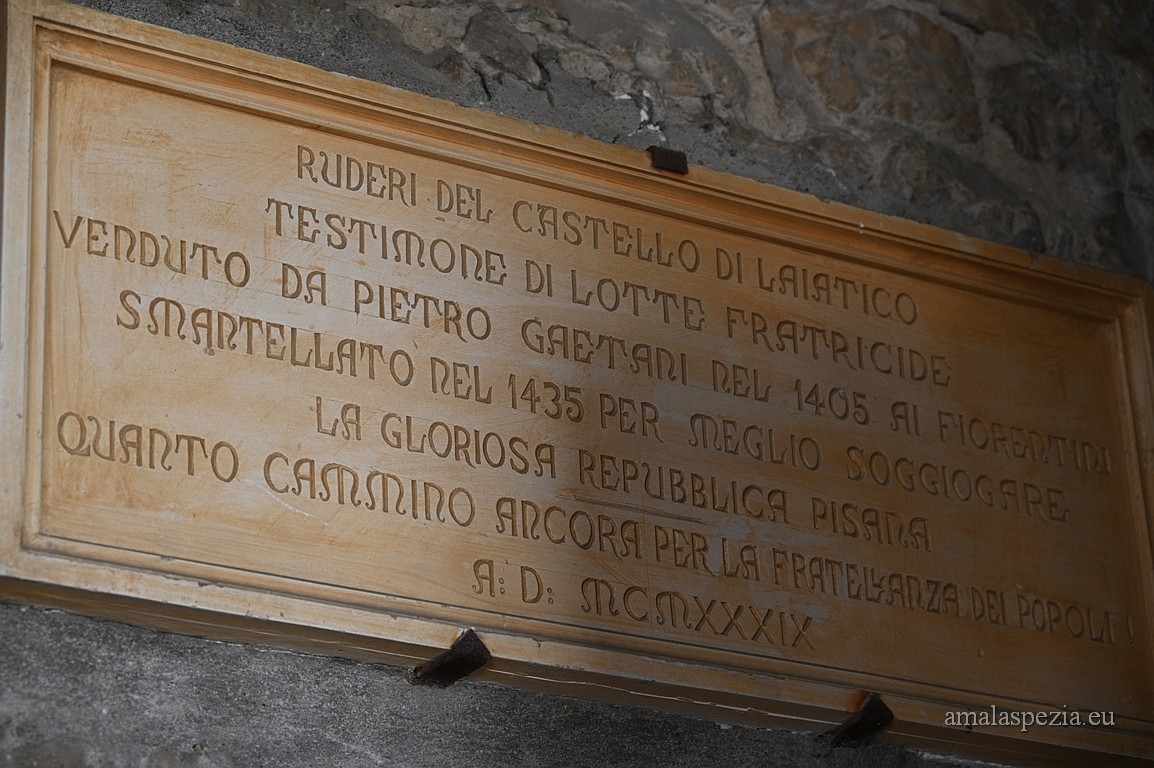 RUDERI DEL CASTELLO DI LAIATICO
TESTIMONE DI LOTTE FRATRICIDE
VENDUTO DA PIETRO GAETANI NEL 1405 AI FIORENTINI
SMANTELLATO NEL 1435 PER MEGLIO SOGGIOGARE
LA GLORIOSA REPUBBLICA PISANA
QUANTO CAMMINO ANCORA PER LA FRATELLANZA DEI POPOLI !
A: D: MCMXXXIX
amalaspezia.eu